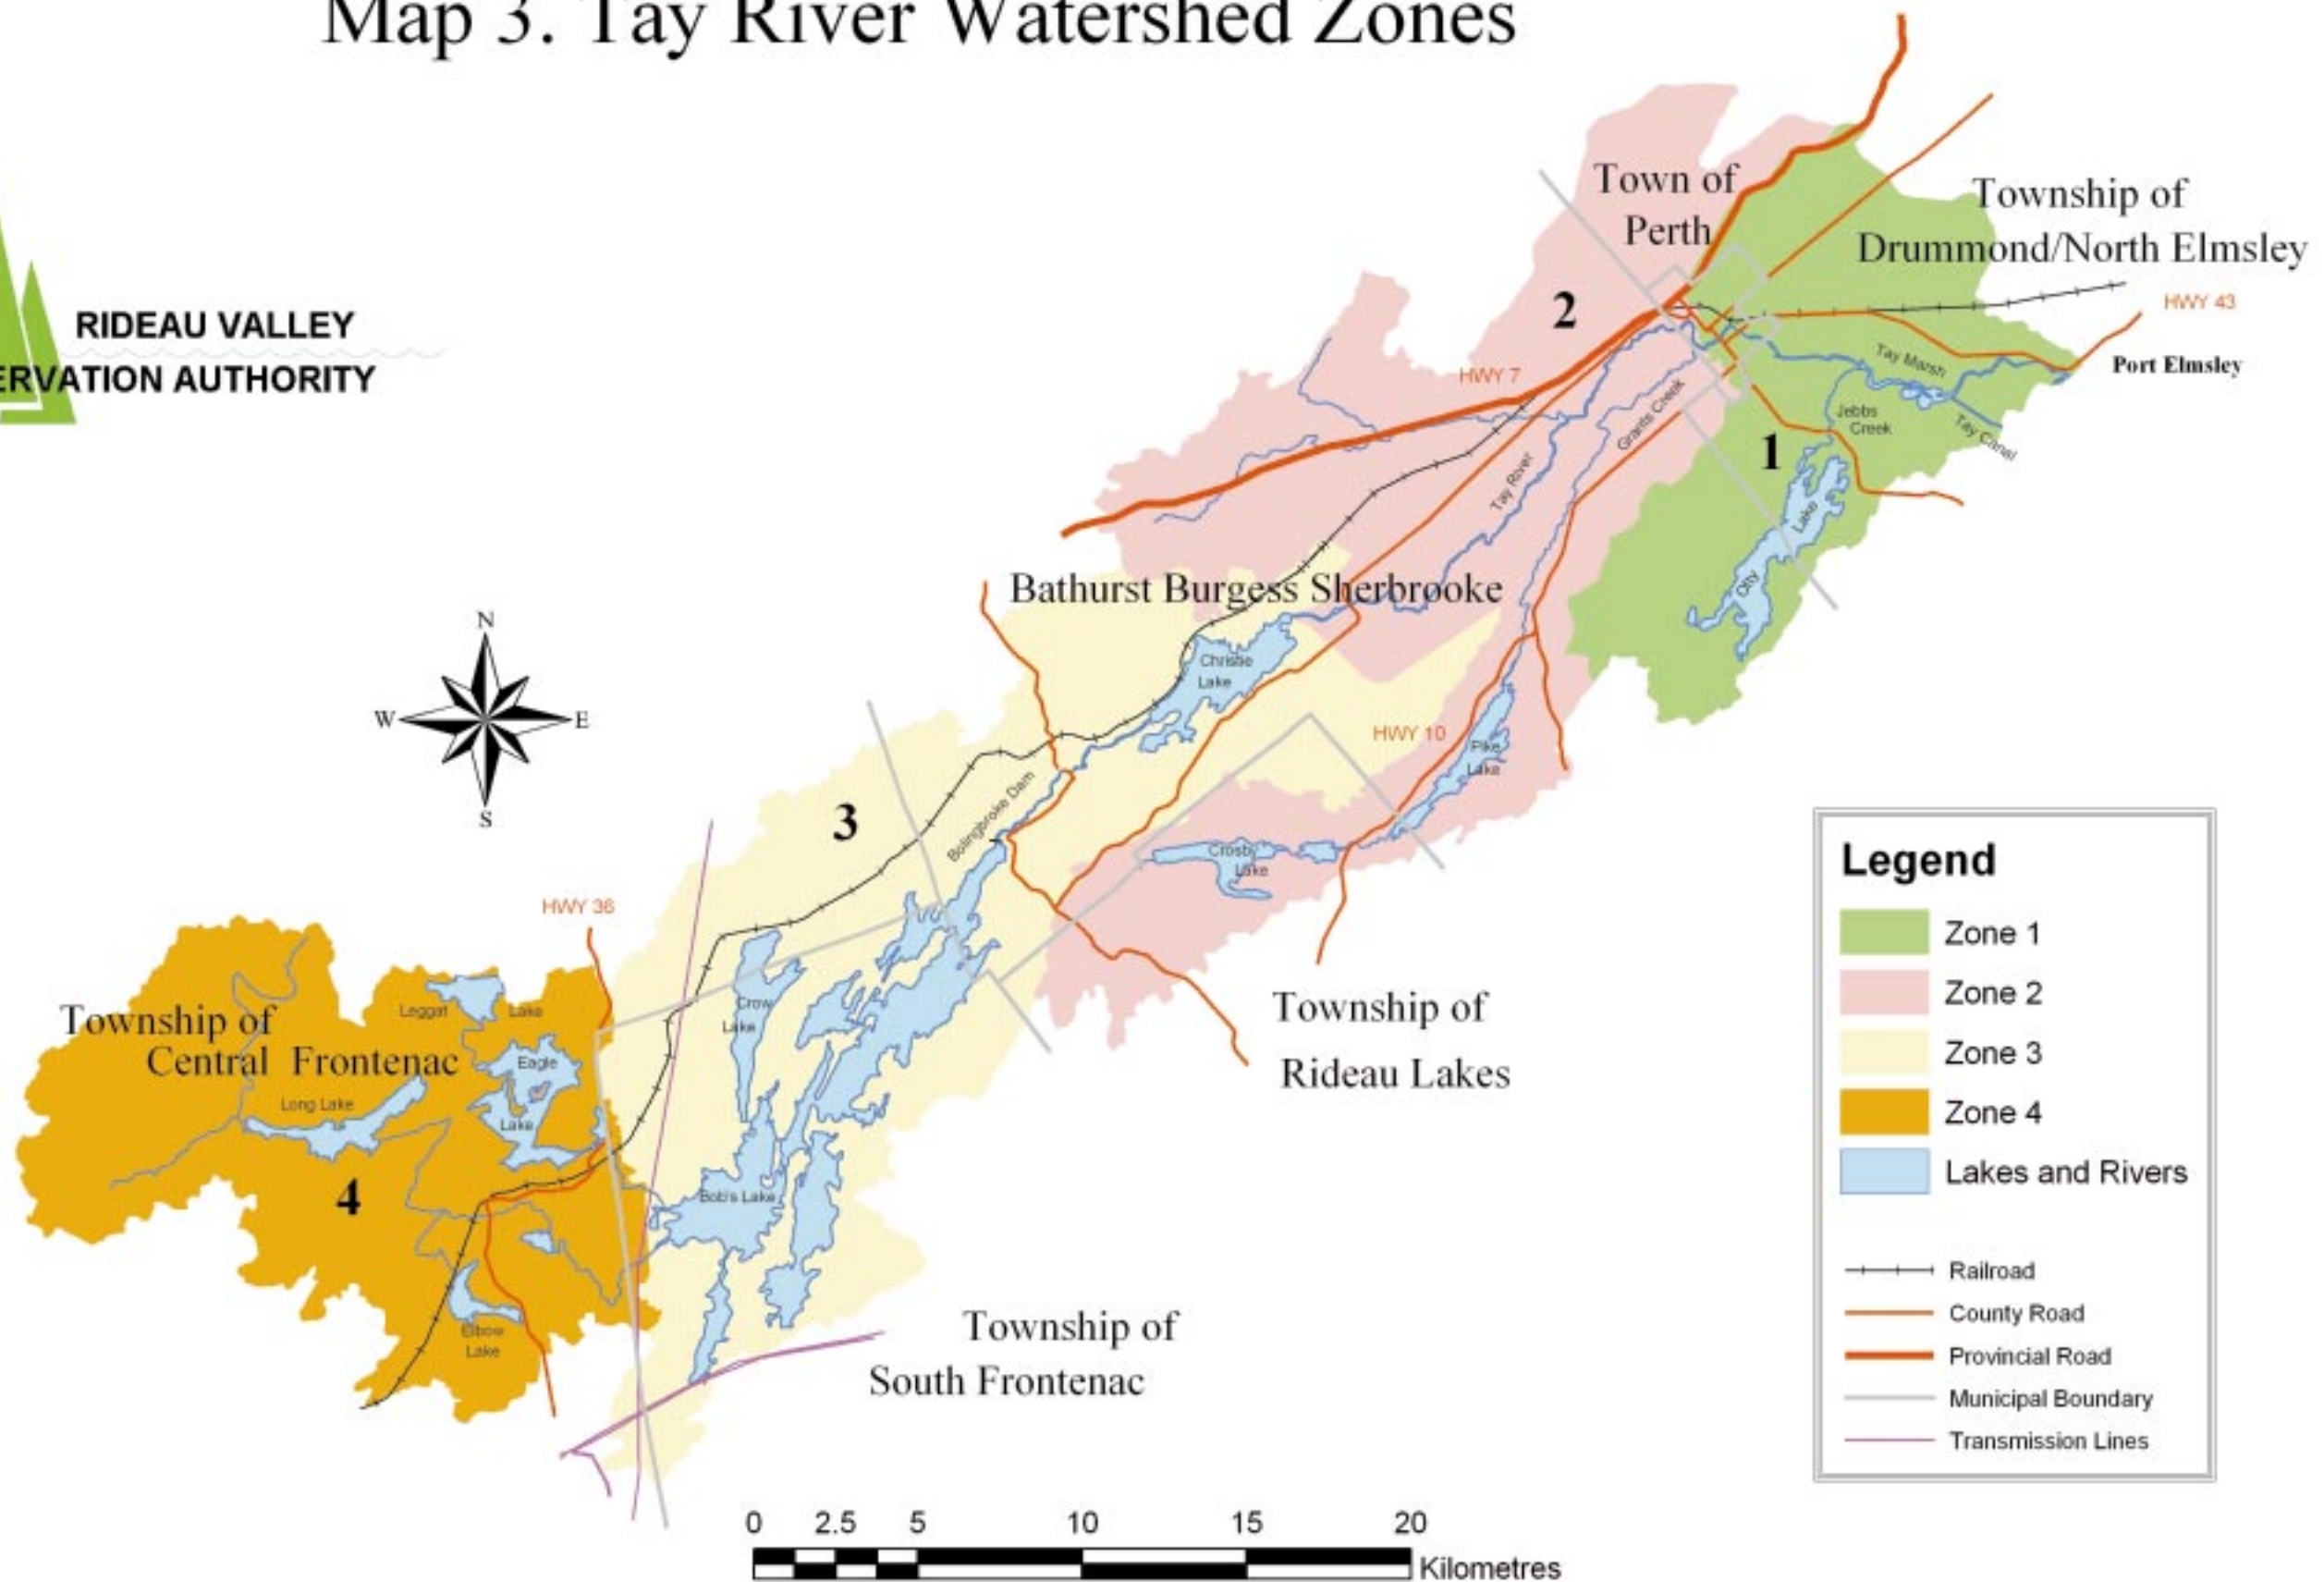 Map 3. Tay River Watershed Zones
RIDEAU VALLEY
ERVATION AUTHORITY
Town of
Perth
Township of
Drummond/North Elmsley
HWY 43
Port Elmsley
2
HWY 7
Tay Marsh
Grants Creek
Jebbs
Creek
Tay Canal
1
Tay River
Lake
Otty
Bathurst Burgess Sherbrooke
N
W
E
S
Christie
Lake
HWY 10
Pike
Lake
Bolingbroke Dam
3
Crosby
Lake
HWY 36
Township of
Central Frontenac
Leggat
Lake
Eagle
Lake
Long Lake
4
Crow
Lake
Bob's Lake
Elbow
Lake
Township of
Rideau Lakes
Township of
South Frontenac
Legend
Zone 1
Zone 2
Zone 3
Zone 4
Lakes and Rivers
Railroad
County Road
Provincial Road
Municipal Boundary
Transmission Lines
0 2.5 5 10 15 20
Kilometres